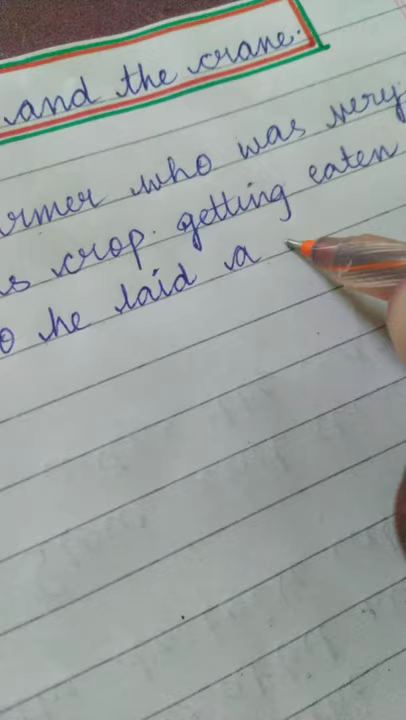 and the crane.
rmer who was very
s crop. getting eaten
o he laid a